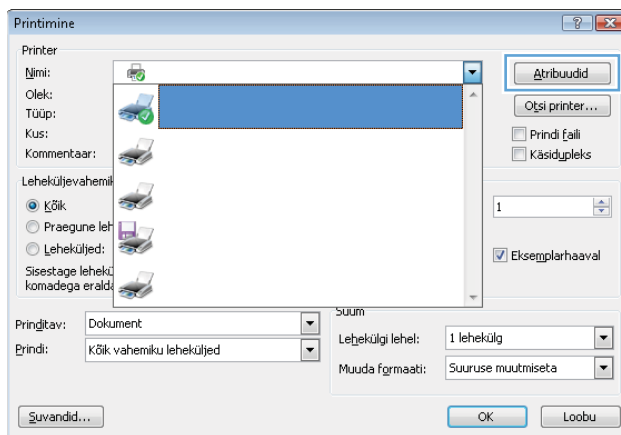 Printimine
Printer
Nimi:
Atribuudid
Olek:
Tüüp:
Otsi printer...
Kus:
Prindi faili
Kommentaar:
Käsidupleks
Leheküljevahemik
Kõik
1
Praegune leh
Leheküljed:
Eksemplarhaaval
Sisestage lehekü
komadega eralda
Suum
Prinditav:
Dokument
Lehekülgi lehel:
1 lehekülg
Prindi:
Kõik vahemiku leheküljed
Muuda formaati:
Suuruse muutmiseta
Suvandid...
OK
Loobu